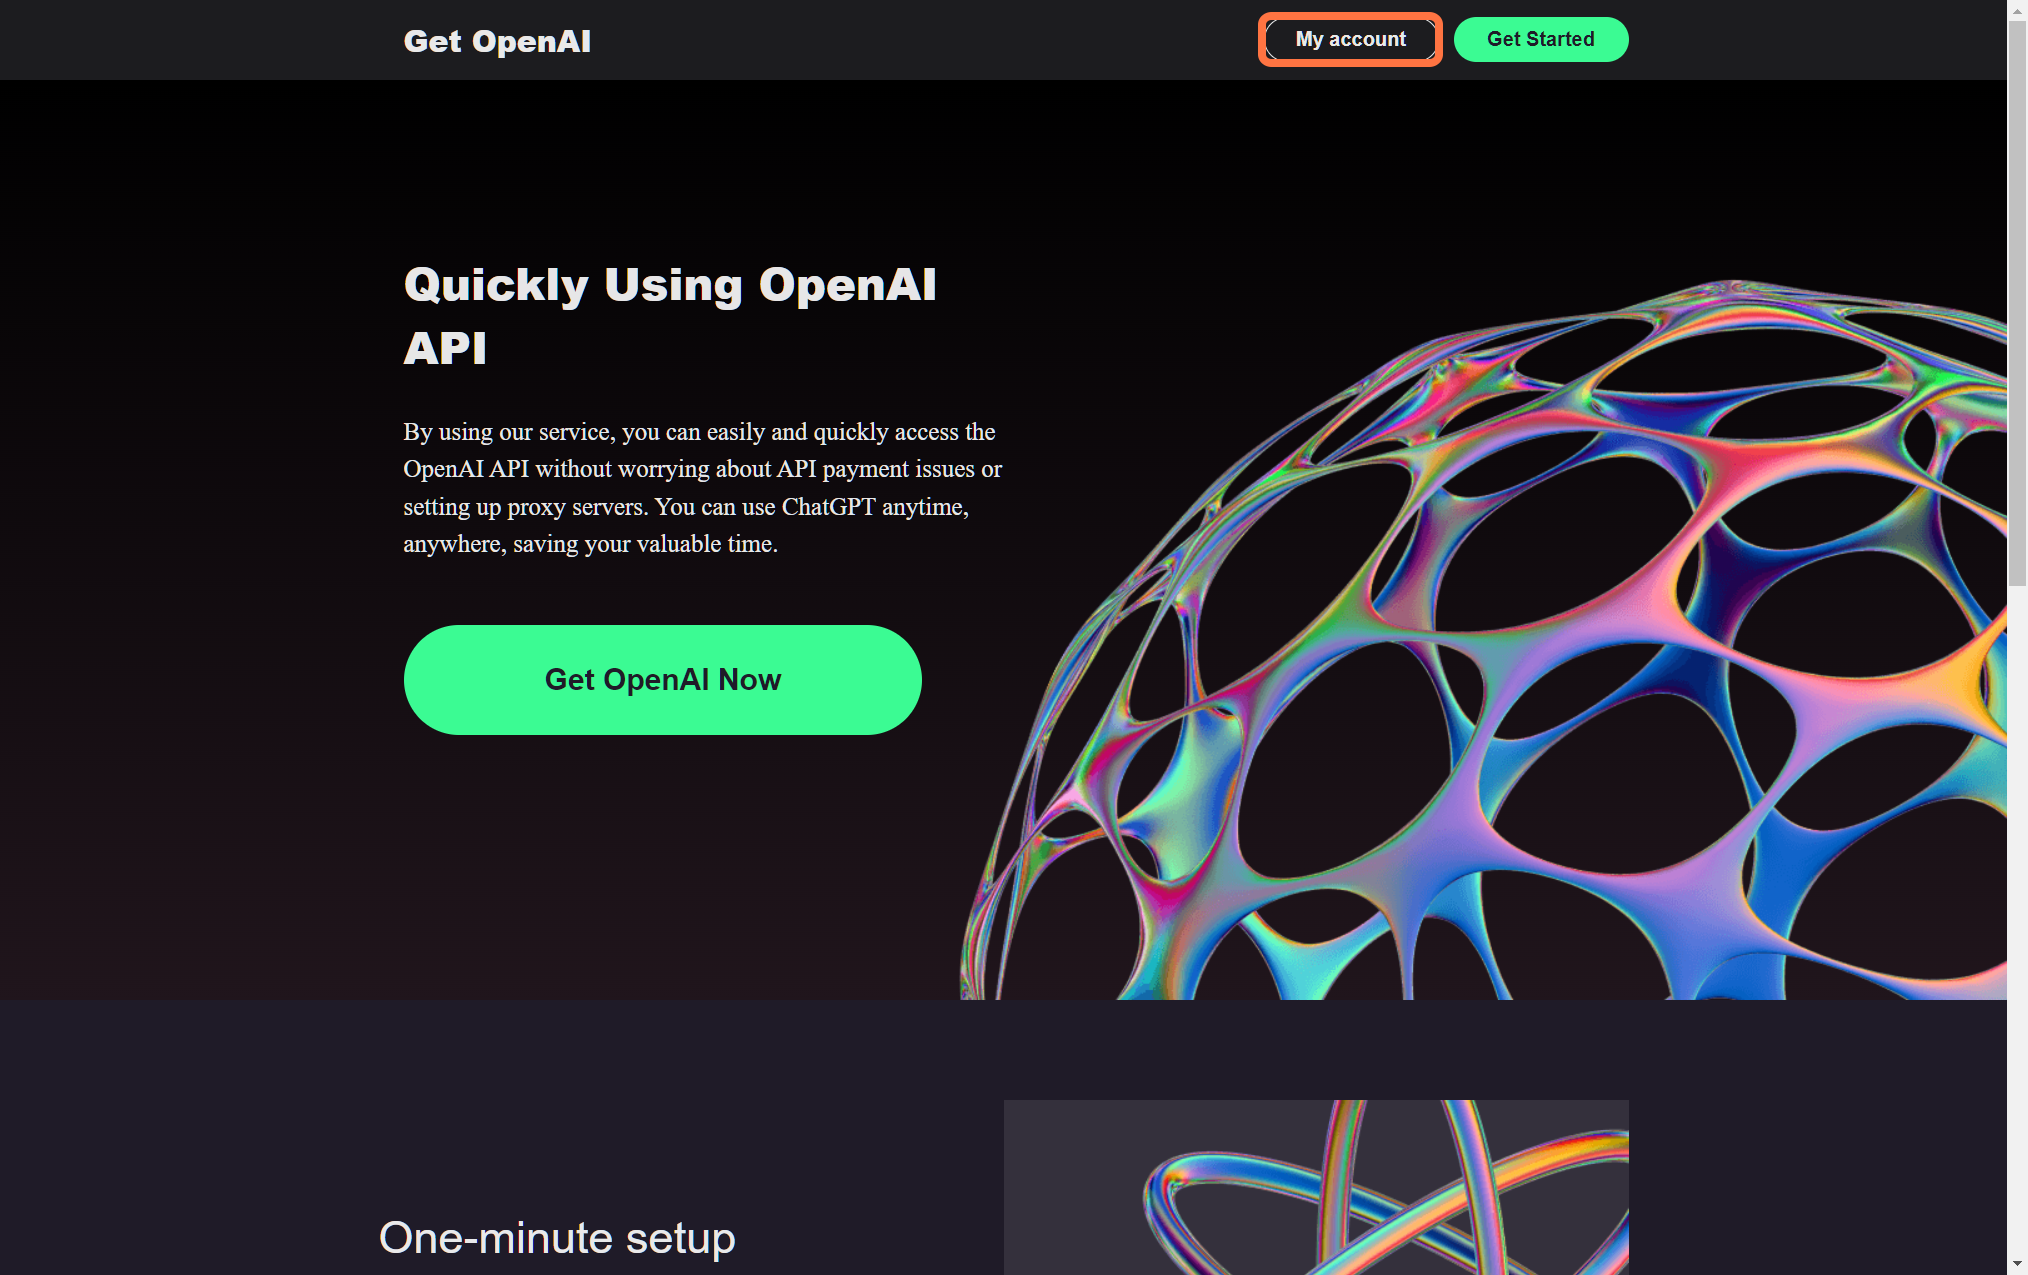 Get OpenAI
My account
Get Started
Quickly Using OpenAI
API
By using our service, you can easily and quickly access the
OpenAI API without worrying about API payment issues or
setting up proxy servers. You can use ChatGPT anytime,
anywhere, saving your valuable time.
Get OpenAI Now
One-minute setup